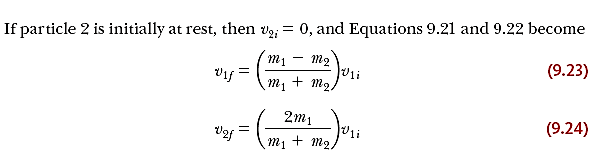 If particle 2 is initially at rest, then v₂ᵢ = 0, and Equations 9.21 and 9.22 become
v₁f = ((m₁ − m₂) / (m₁ + m₂)) v₁ᵢ (9.23)
v₂f = (2m₁ / (m₁ + m₂)) v₁ᵢ (9.24)